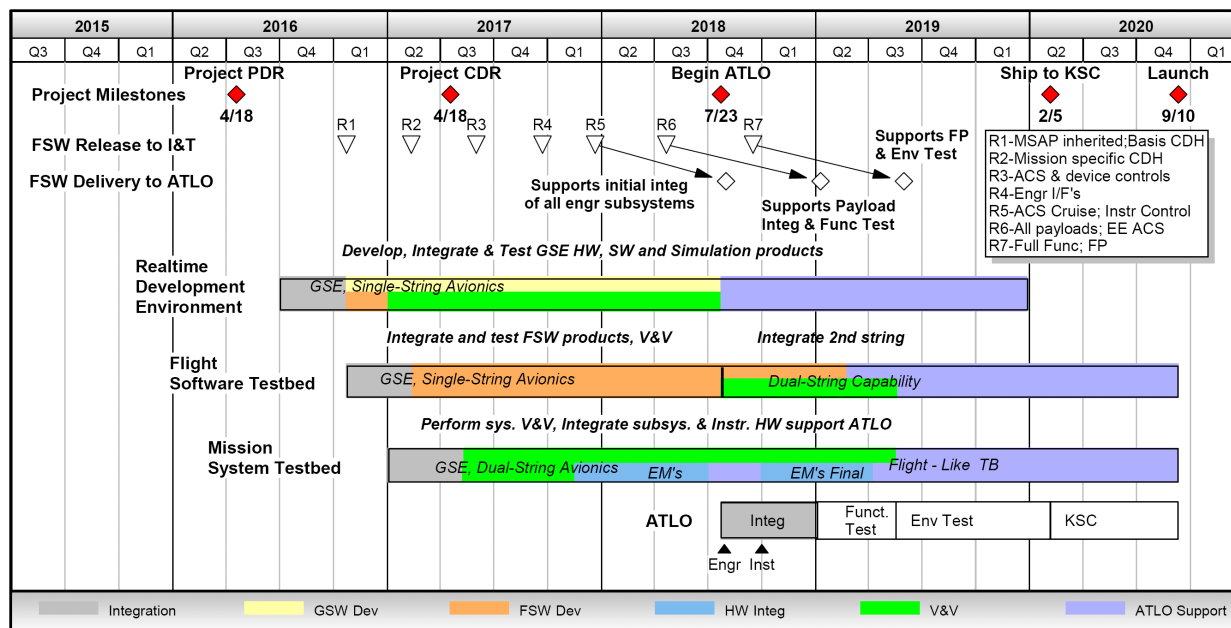 2015 2016 2017 2018 2019 2020
Q3 Q4 Q1 Q2 Q3 Q4 Q1 Q2 Q3 Q4 Q1 Q2 Q3 Q4 Q1 Q2 Q3 Q4 Q1 Q2 Q3 Q4 Q1
Project PDR Project CDR Begin ATLO Ship to KSC Launch
Project Milestones
4/18 4/18 7/23 2/5 9/10
R1 R2 R3 R4 R5 R6 R7
FSW Release to I&T
Supports FP
& Env Test
FSW Delivery to ATLO
Supports initial integ
of all engr subsystems
Supports Payload
Integ & Func Test
R1-MSAP inherited;Basis CDH
R2-Mission specific CDH
R3-ACS & device controls
R4-Engr I/F's
R5-ACS Cruise; Instr Control
R6-All payloads; EE ACS
R7-Full Func; FP
Develop, Integrate & Test GSE HW, SW and Simulation products
Realtime
Development
Environment
GSE, Single-String Avionics
Integrate and test FSW products, V&V
Integrate 2nd string
Flight
Software Testbed
GSE, Single-String Avionics
Dual-String Capability
Perform sys. V&V, Integrate subsys. & Instr. HW support ATLO
Mission
System Testbed
GSE, Dual-String Avionics
EM's
EM's Final
Flight - Like TB
ATLO
Integ
Funct.
Test
Env Test
KSC
Engr Inst
Integration GSW Dev FSW Dev HW Integ V&V ATLO Support